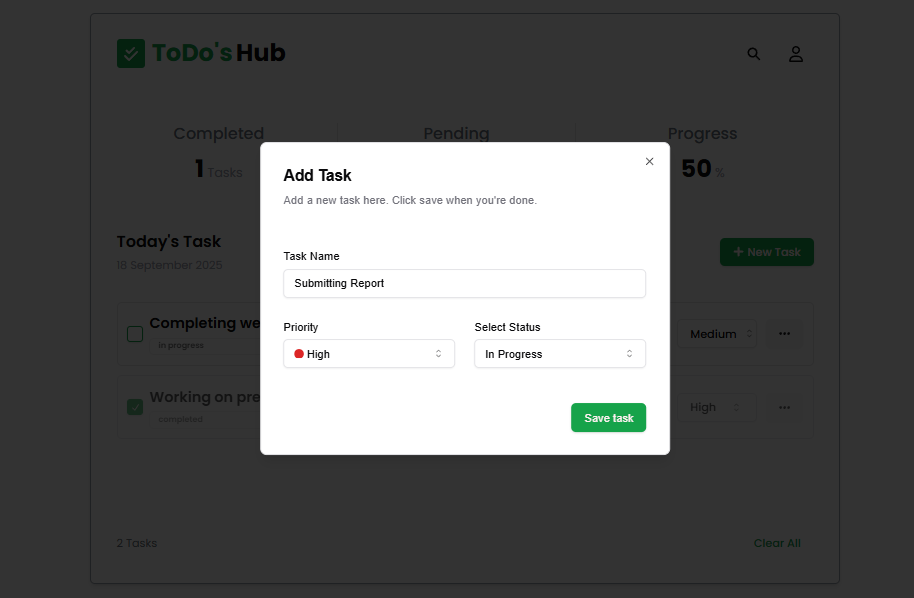 ToDo's Hub
Completed
Pending
Progress
1 Tasks
50 %
Add Task
Add a new task here. Click save when you're done.
Today's Task
18 September 2025
+ New Task
Task Name
Submitting Report
Completing we
in progress
Medium
Priority
Select Status
High
In Progress
Working on pre
completed
High
Save task
2 Tasks
Clear All